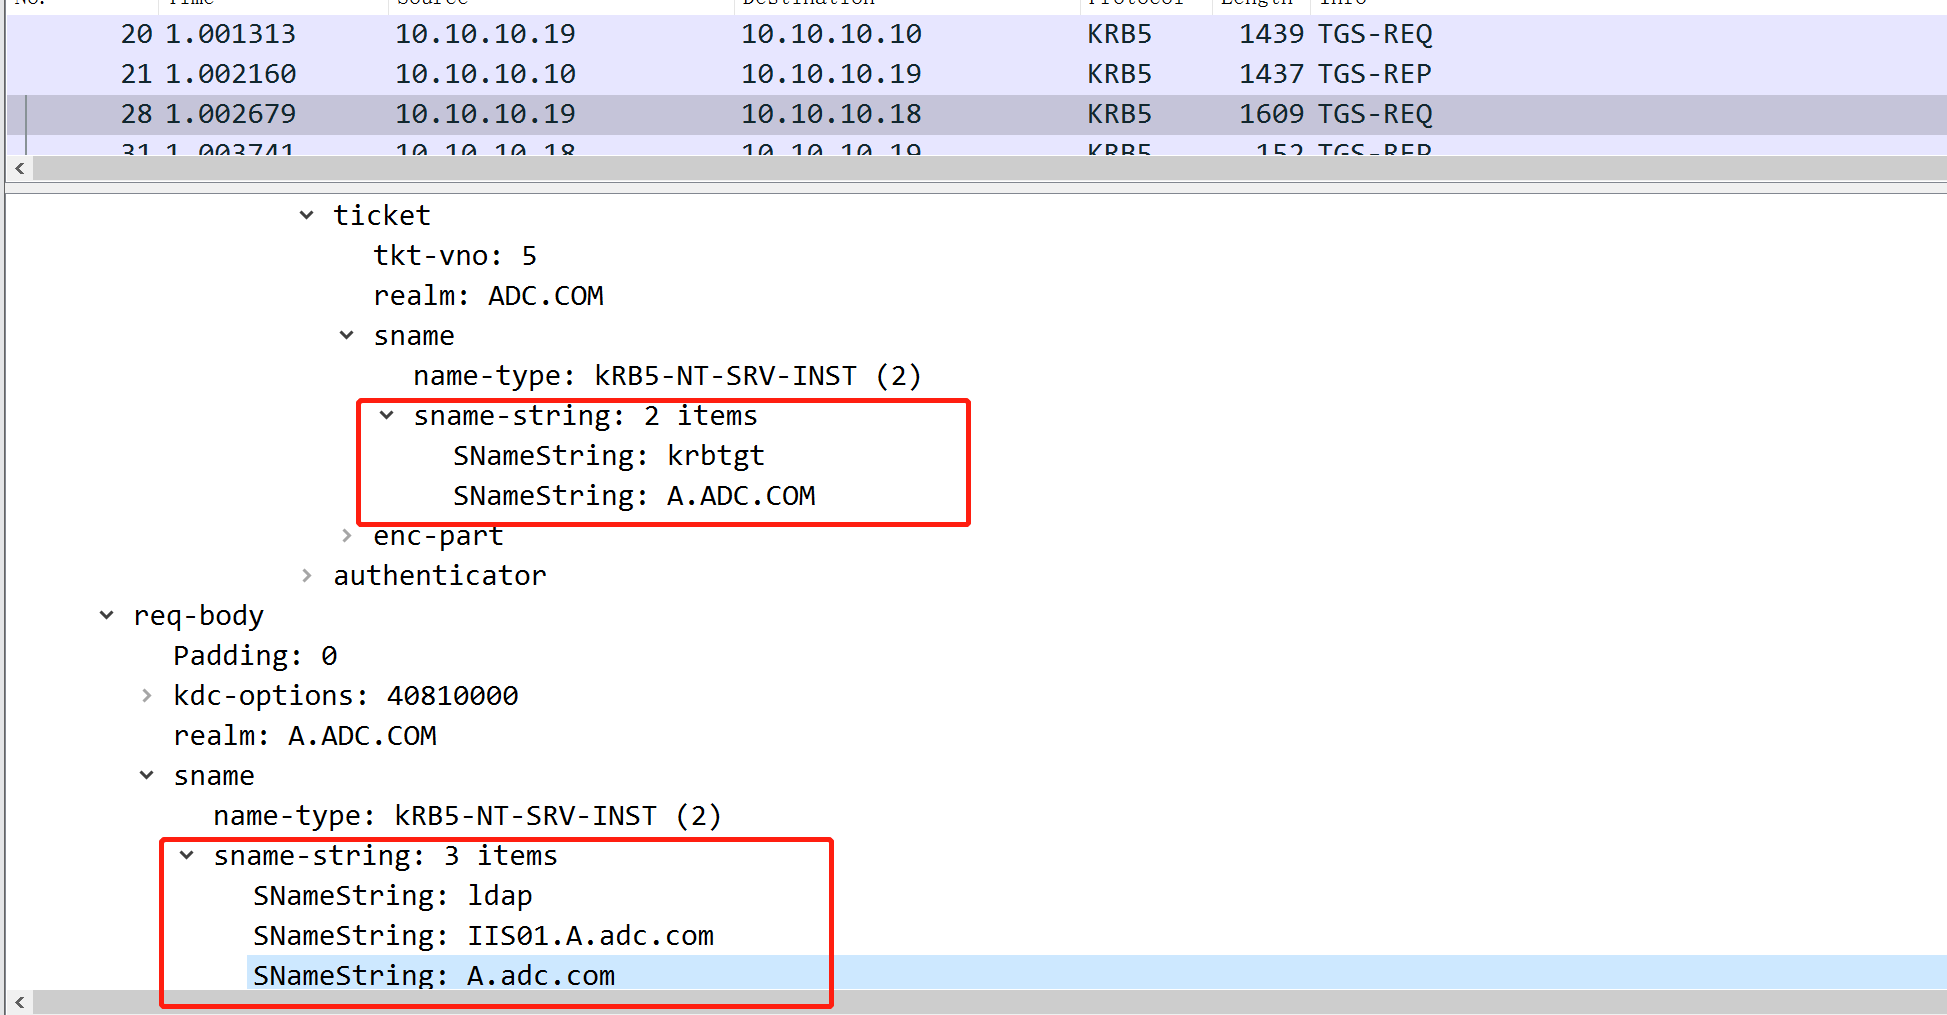 No. Time Source Destination Protocol Length Info
20 1.001313 10.10.10.19 10.10.10.10 KRB5 1439 TGS-REQ
21 1.002160 10.10.10.10 10.10.10.19 KRB5 1437 TGS-REP
28 1.002679 10.10.10.19 10.10.10.18 KRB5 1609 TGS-REQ
31 1.003741 10.10.10.18 10.10.10.19 KRB5 152 TGS-REP
ticket
tkt-vno: 5
realm: ADC.COM
sname
name-type: kRB5-NT-SRV-INST (2)
sname-string: 2 items
SNameString: krbtgt
SNameString: A.ADC.COM
enc-part
authenticator
req-body
Padding: 0
kdc-options: 40810000
realm: A.ADC.COM
sname
name-type: kRB5-NT-SRV-INST (2)
sname-string: 3 items
SNameString: ldap
SNameString: IIS01.A.adc.com
SNameString: A.adc.com